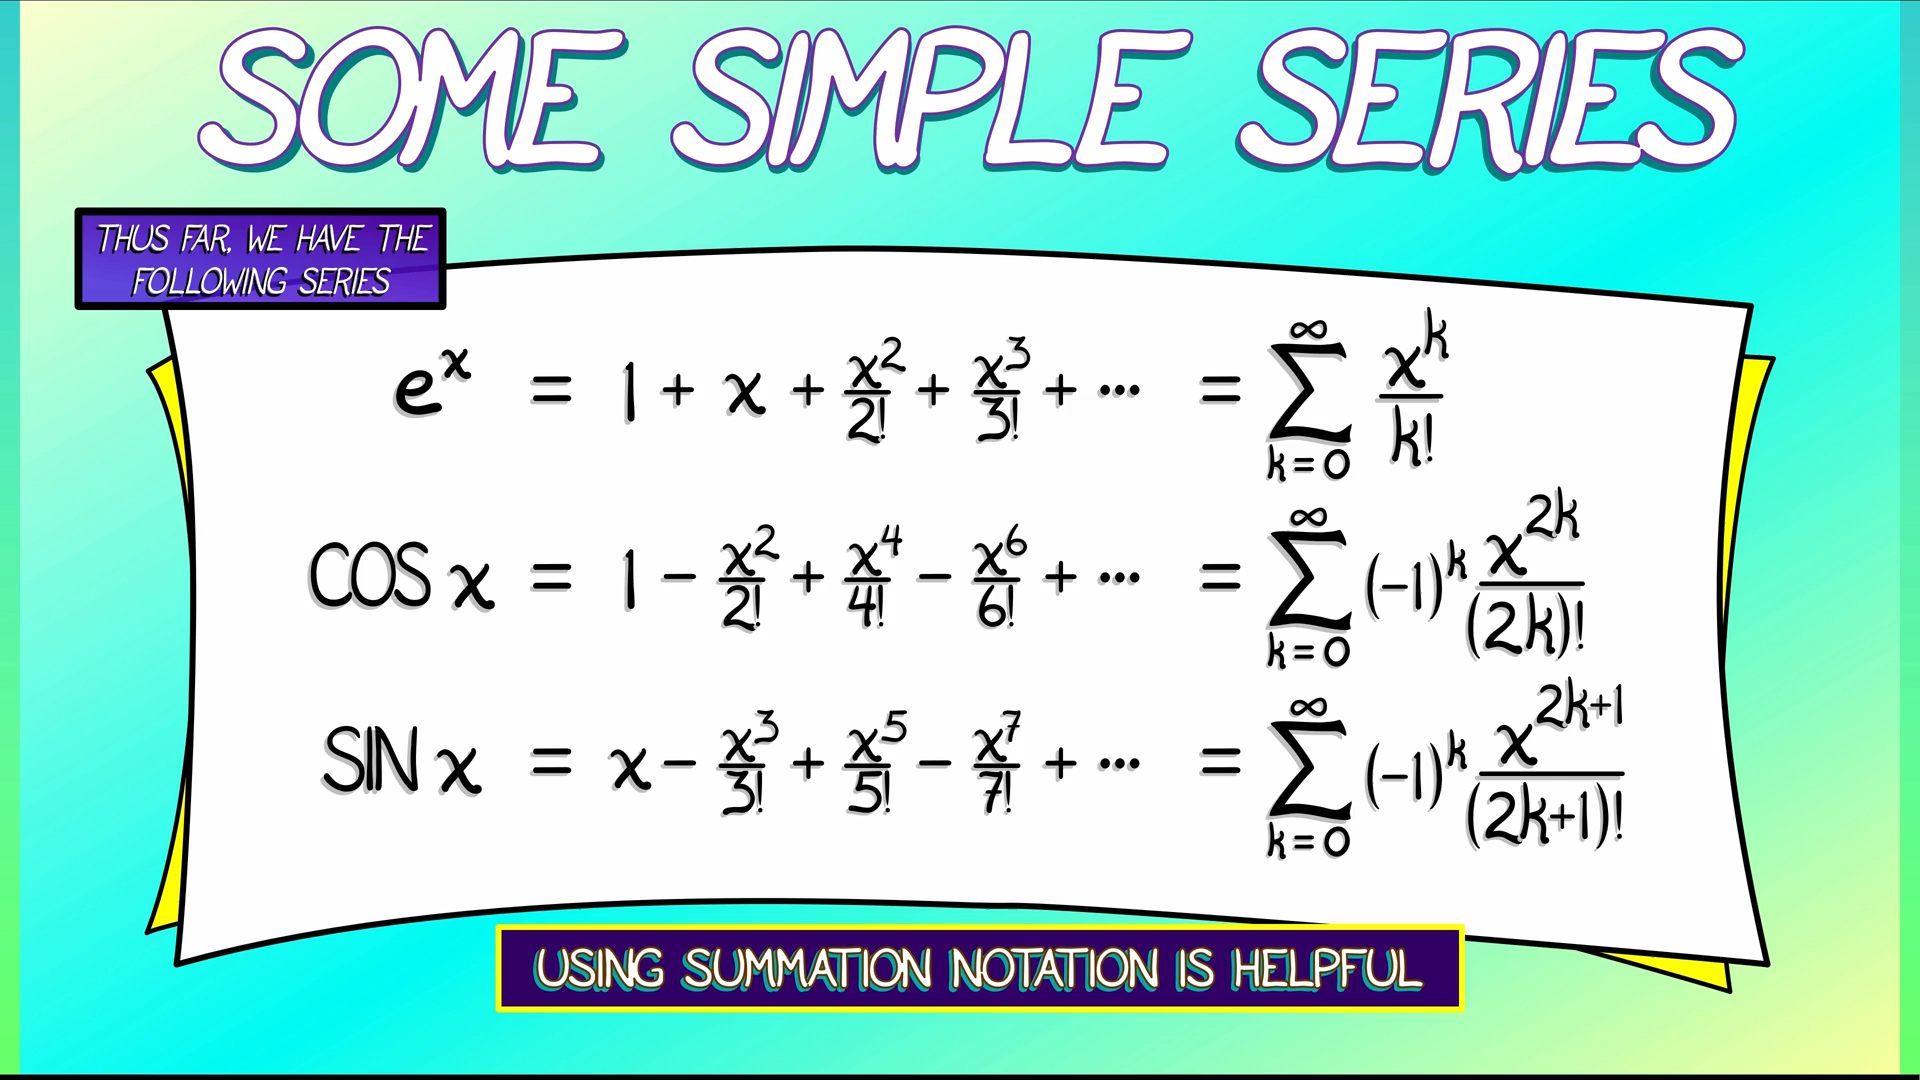 SOME SIMPLE SERIES
THUS FAR, WE HAVE THE
FOLLOWING SERIES
e^x = 1 + x + x^2/2! + x^3/3! + ⋯ = ∑_{k=0}^{∞} x^k/k!
COS x = 1 − x^2/2! + x^4/4! − x^6/6! + ⋯ = ∑_{k=0}^{∞} (−1)^k x^{2k}/(2k)!
SIN x = x − x^3/3! + x^5/5! − x^7/7! + ⋯ = ∑_{k=0}^{∞} (−1)^k x^{2k+1}/(2k+1)!
USING SUMMATION NOTATION IS HELPFUL